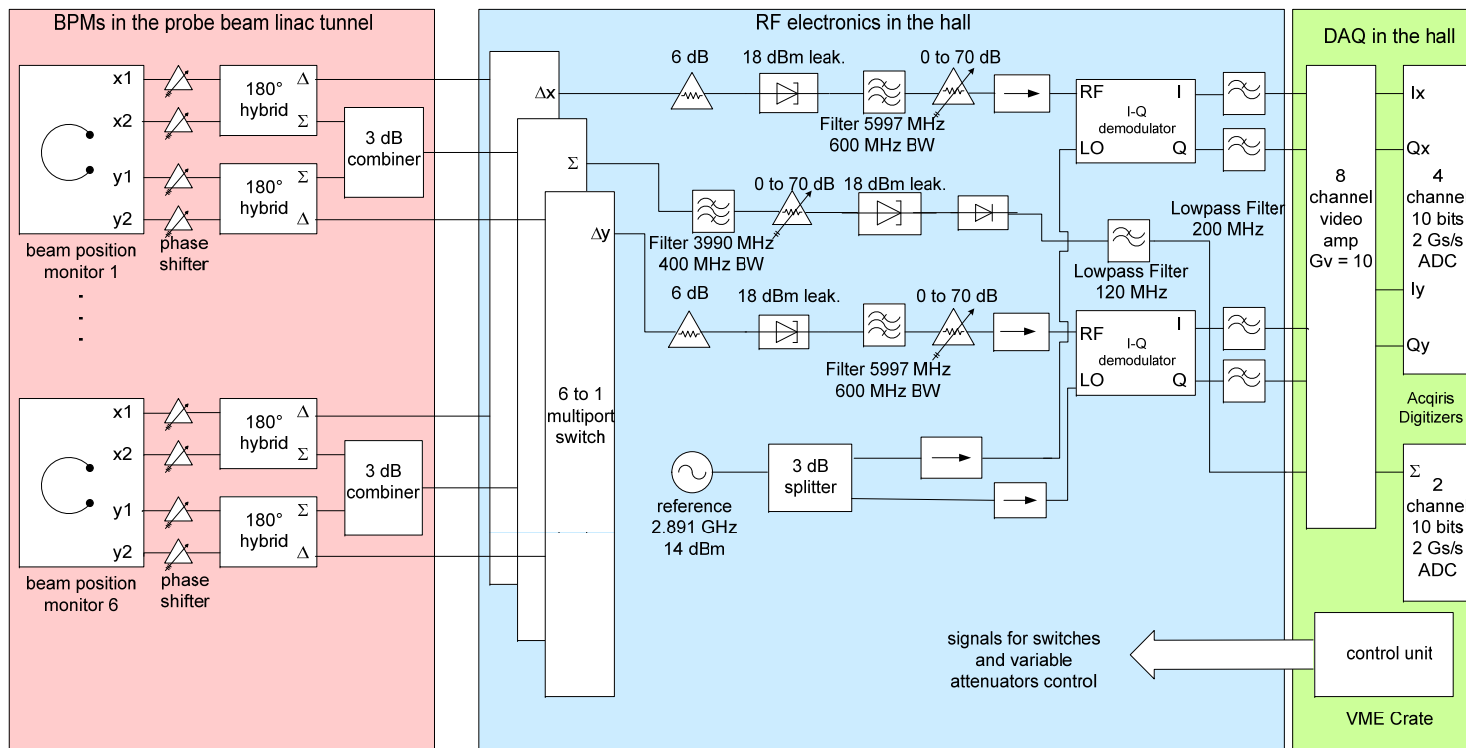 BPMs in the probe beam linac tunnel
x1
x2
y1
y2
beam position
monitor 1
phase
shifter
180°
hybrid
Δ
Σ
180°
hybrid
Σ
Δ
3 dB
combiner
x1
x2
y1
y2
beam position
monitor 6
phase
shifter
180°
hybrid
Δ
Σ
180°
hybrid
Σ
Δ
3 dB
combiner
RF electronics in the hall
Δx
Σ
Δy
6 to 1
multiport
switch
6 dB
18 dBm leak.
0 to 70 dB
Filter 5997 MHz
600 MHz BW
RF
I
I-Q
demodulator
LO
Q
0 to 70 dB
18 dBm leak.
Filter 3990 MHz
400 MHz BW
Lowpass Filter
200 MHz
Lowpass Filter
120 MHz
6 dB
18 dBm leak.
0 to 70 dB
Filter 5997 MHz
600 MHz BW
RF
I
I-Q
demodulator
LO
Q
reference
2.891 GHz
14 dBm
3 dB
splitter
signals for switches
and variable
attenuators control
DAQ in the hall
8
channel
video
amp
Gv = 10
Ix
Qx
4
channel
10 bits
2 Gs/s
ADC
Iy
Qy
Acqiris
Digitizers
Σ
2
channel
10 bits
2 Gs/s
ADC
control unit
VME Crate